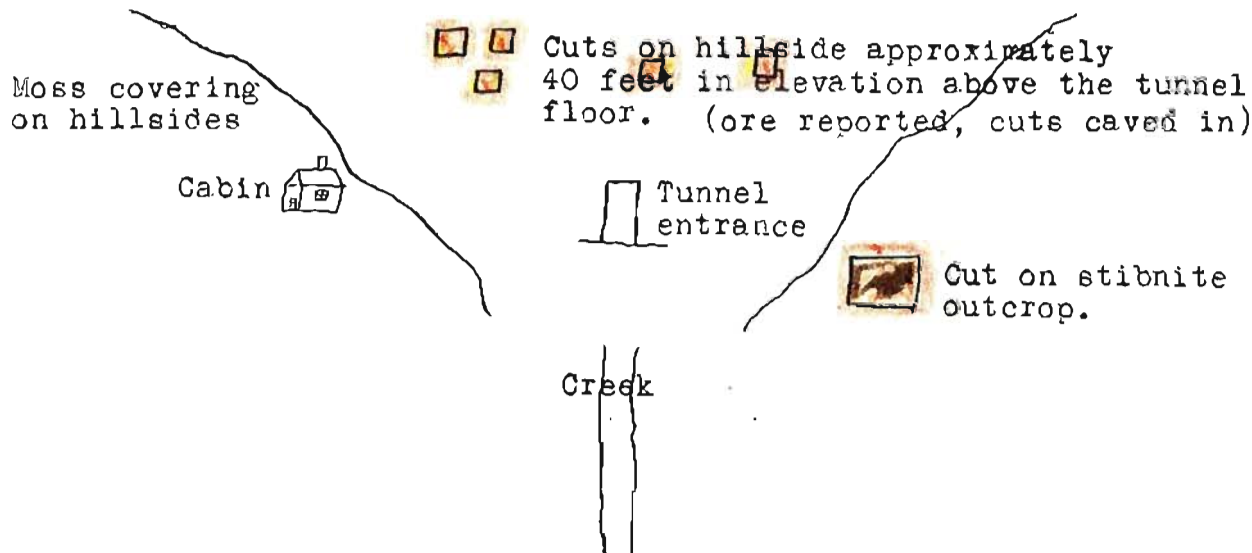 Cuts on hillside approximately
40 feet in elevation above the tunnel
floor. (ore reported, cuts caved in)
Moss covering
on hillsides
Cabin
Tunnel
entrance
Cut on stibnite
outcrop.
Creek